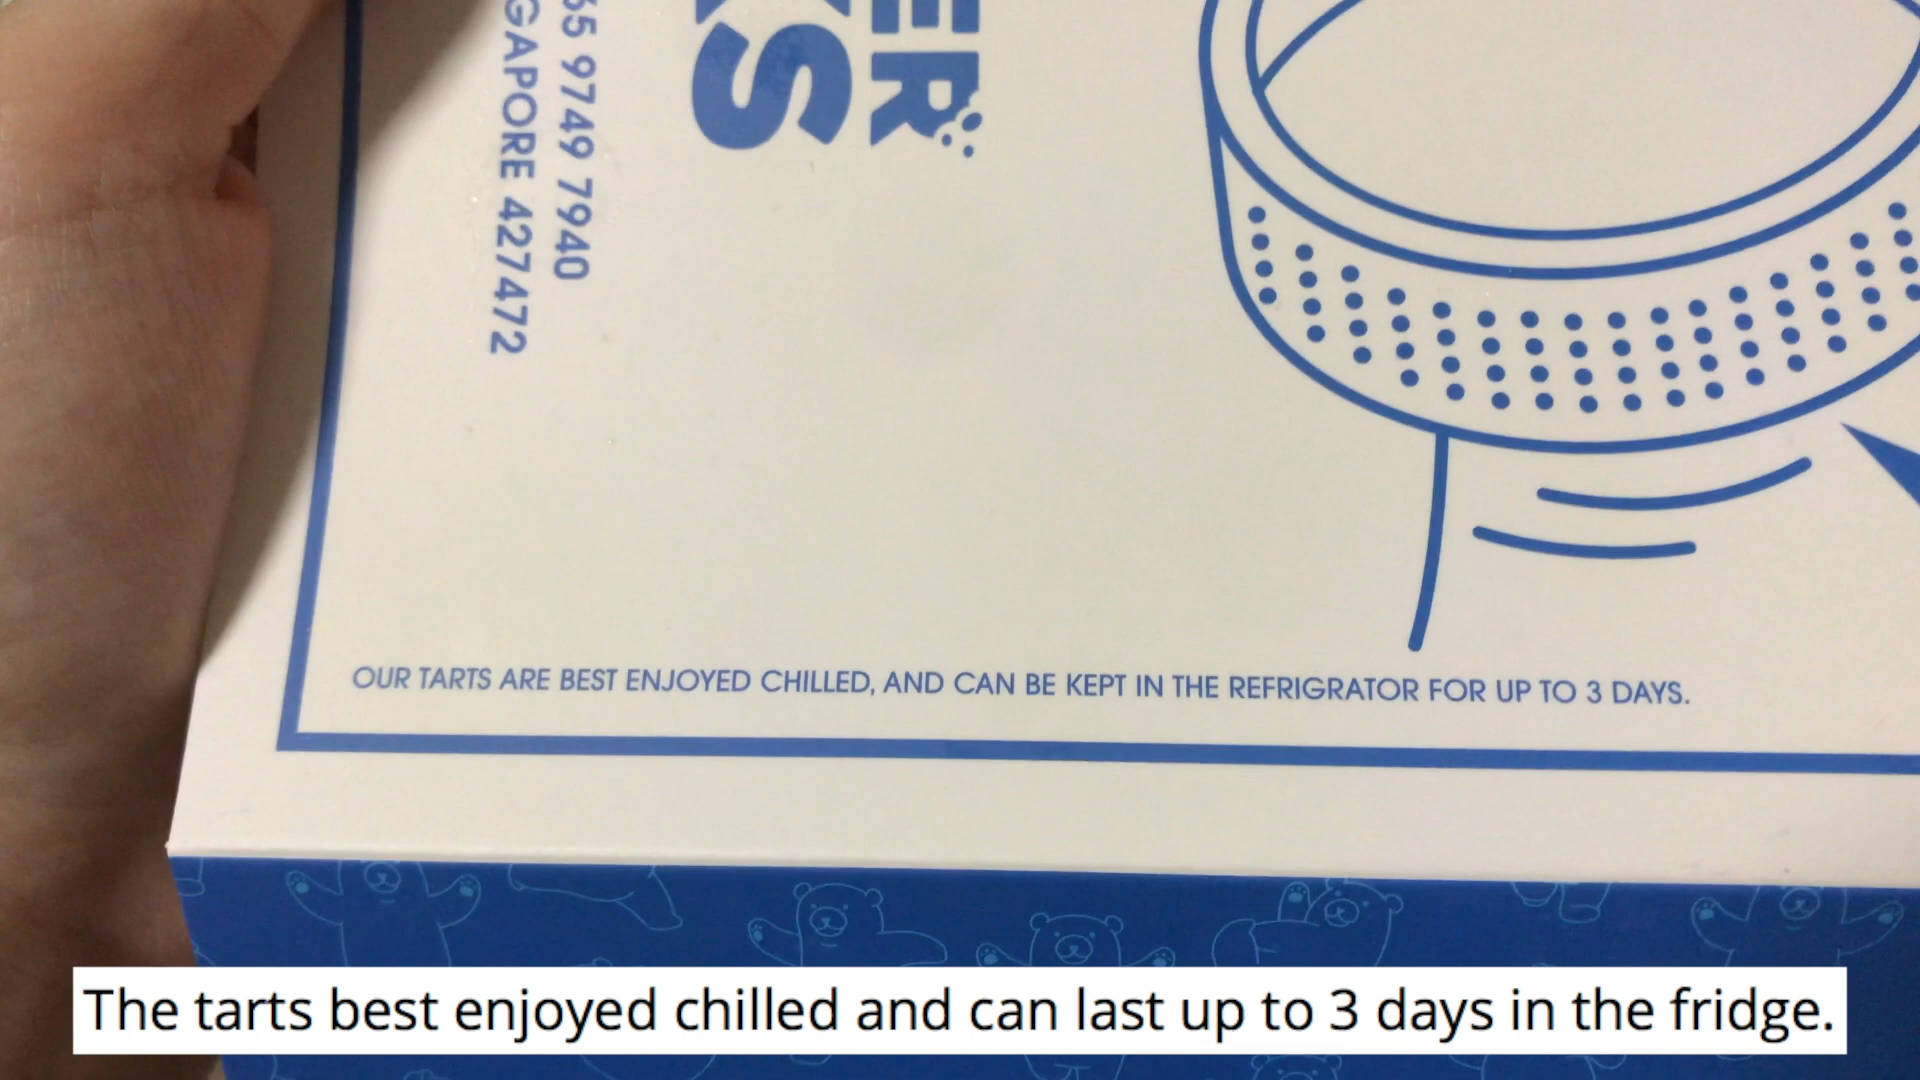 ER
S
65 9749 7940
GAPORE 427472
OUR TARTS ARE BEST ENJOYED CHILLED, AND CAN BE KEPT IN THE REFRIGRATOR FOR UP TO 3 DAYS.
The tarts best enjoyed chilled and can last up to 3 days in the fridge.